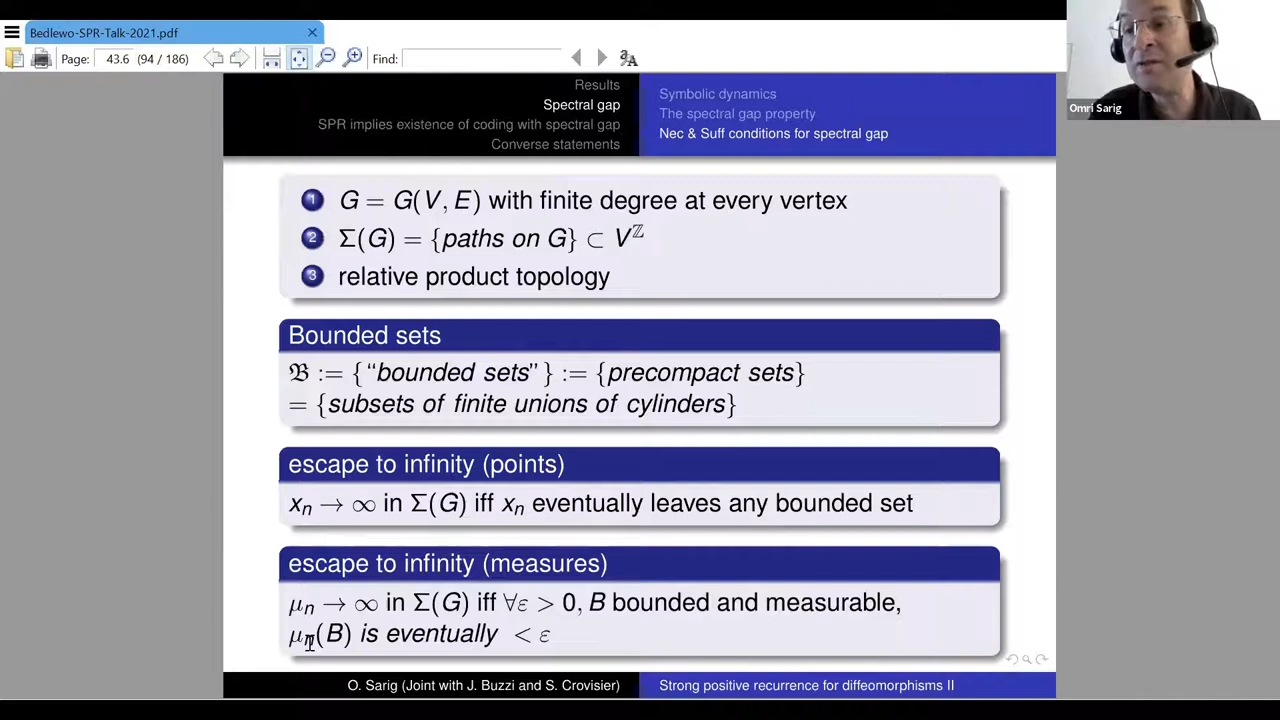 Bedlewo-SPR-Talk-2021.pdf
Page: 43.6 (94 / 186) Find:
Omri Sarig
Results
Spectral gap
SPR implies existence of coding with spectral gap
Converse statements
Symbolic dynamics
The spectral gap property
Nec & Suff conditions for spectral gap
1 G = G(V, E) with finite degree at every vertex
2 Σ(G) = {paths on G} ⊂ V^ℤ
3 relative product topology
Bounded sets
𝔅 := {“bounded sets”} := {precompact sets}
= {subsets of finite unions of cylinders}
escape to infinity (points)
xₙ → ∞ in Σ(G) iff xₙ eventually leaves any bounded set
escape to infinity (measures)
μₙ → ∞ in Σ(G) iff ∀ε > 0, B bounded and measurable,
μₙ(B) is eventually < ε
O. Sarig (Joint with J. Buzzi and S. Crovisier)
Strong positive recurrence for diffeomorphisms II